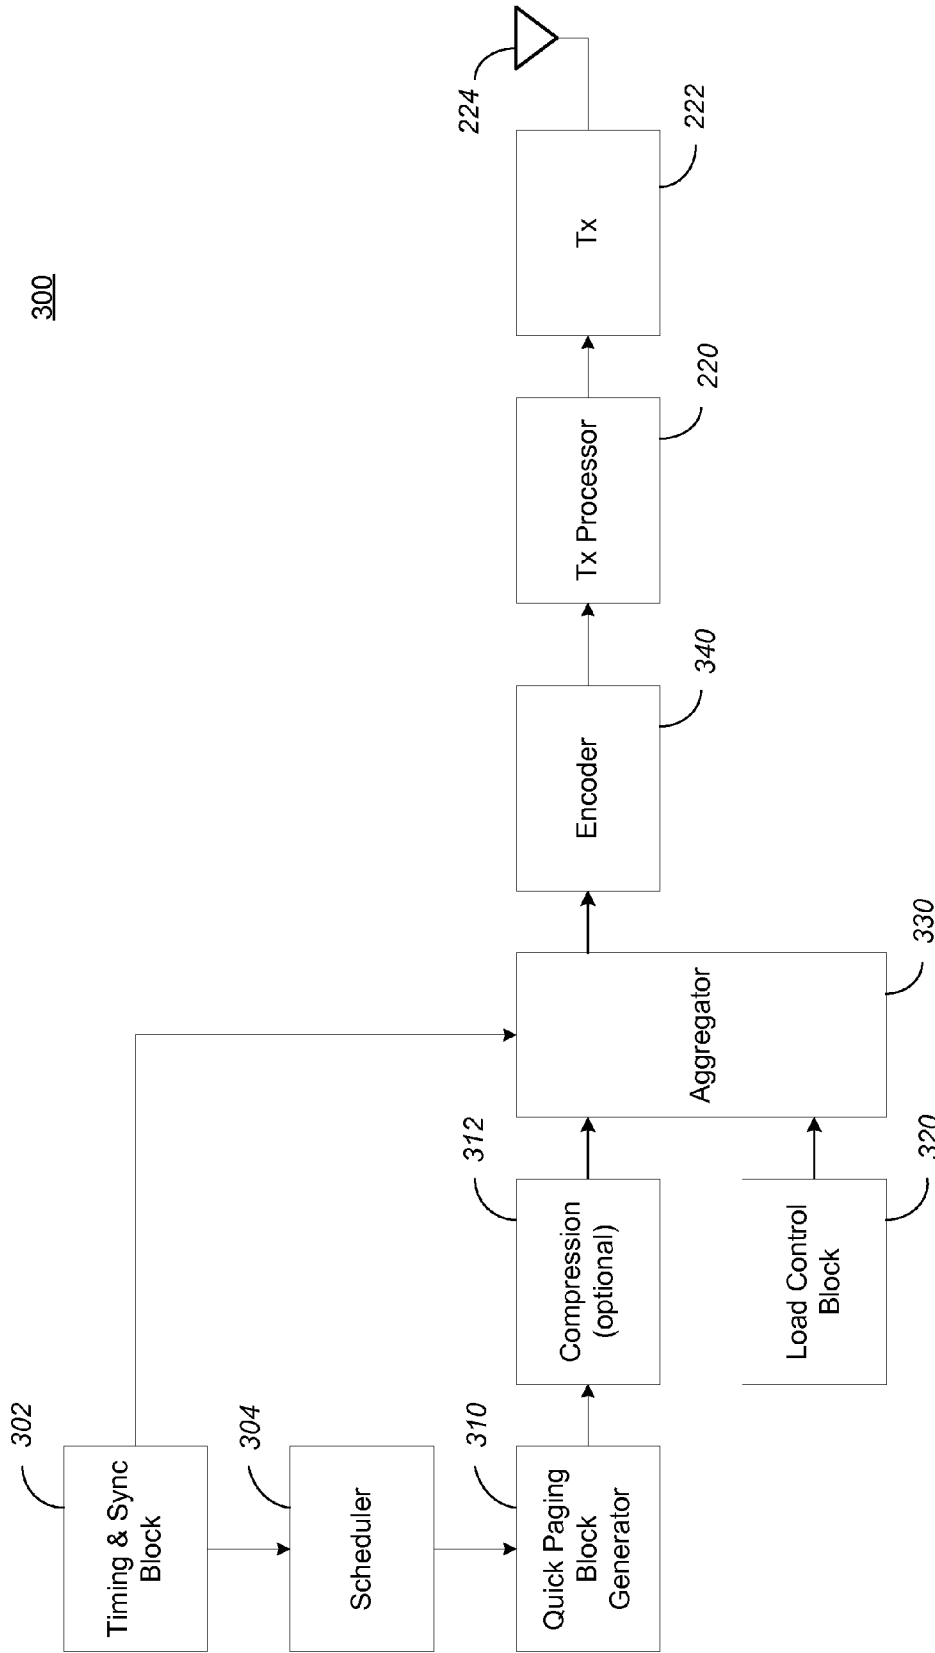 300
302
Timing & Sync
Block
304
Scheduler
310
Quick Paging
Block
Generator
312
Compression
(optional)
320
Load Control
Block
330
Aggregator
340
Encoder
220
Tx Processor
222
Tx
224